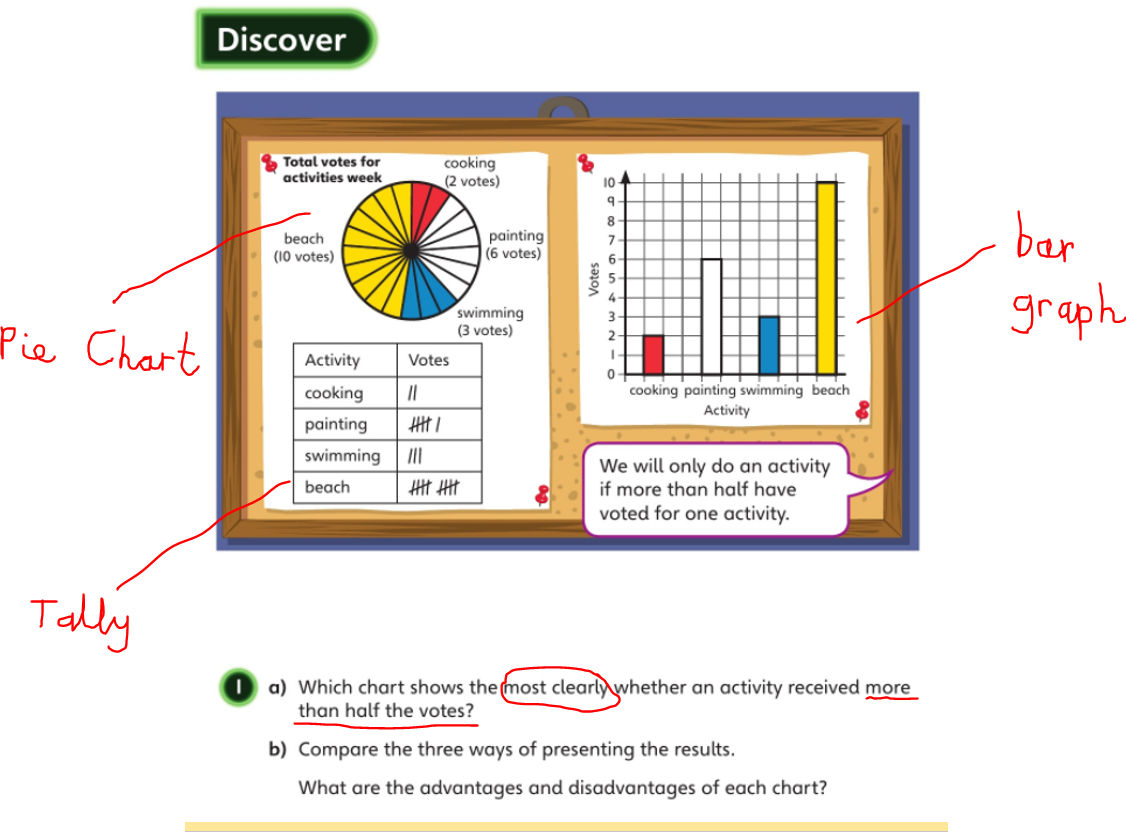 Discover
Total votes for
activities week
cooking
(2 votes)
painting
(6 votes)
swimming
(3 votes)
beach
(10 votes)
Activity Votes
cooking
painting
swimming
beach
10
9
8
7
6
5
4
3
2
1
0
Votes
cooking painting swimming beach
Activity
We will only do an activity
if more than half have
voted for one activity.
Pie Chart
bar
graph
Tally
1 a) Which chart shows the most clearly whether an activity received more
than half the votes?
b) Compare the three ways of presenting the results.
What are the advantages and disadvantages of each chart?